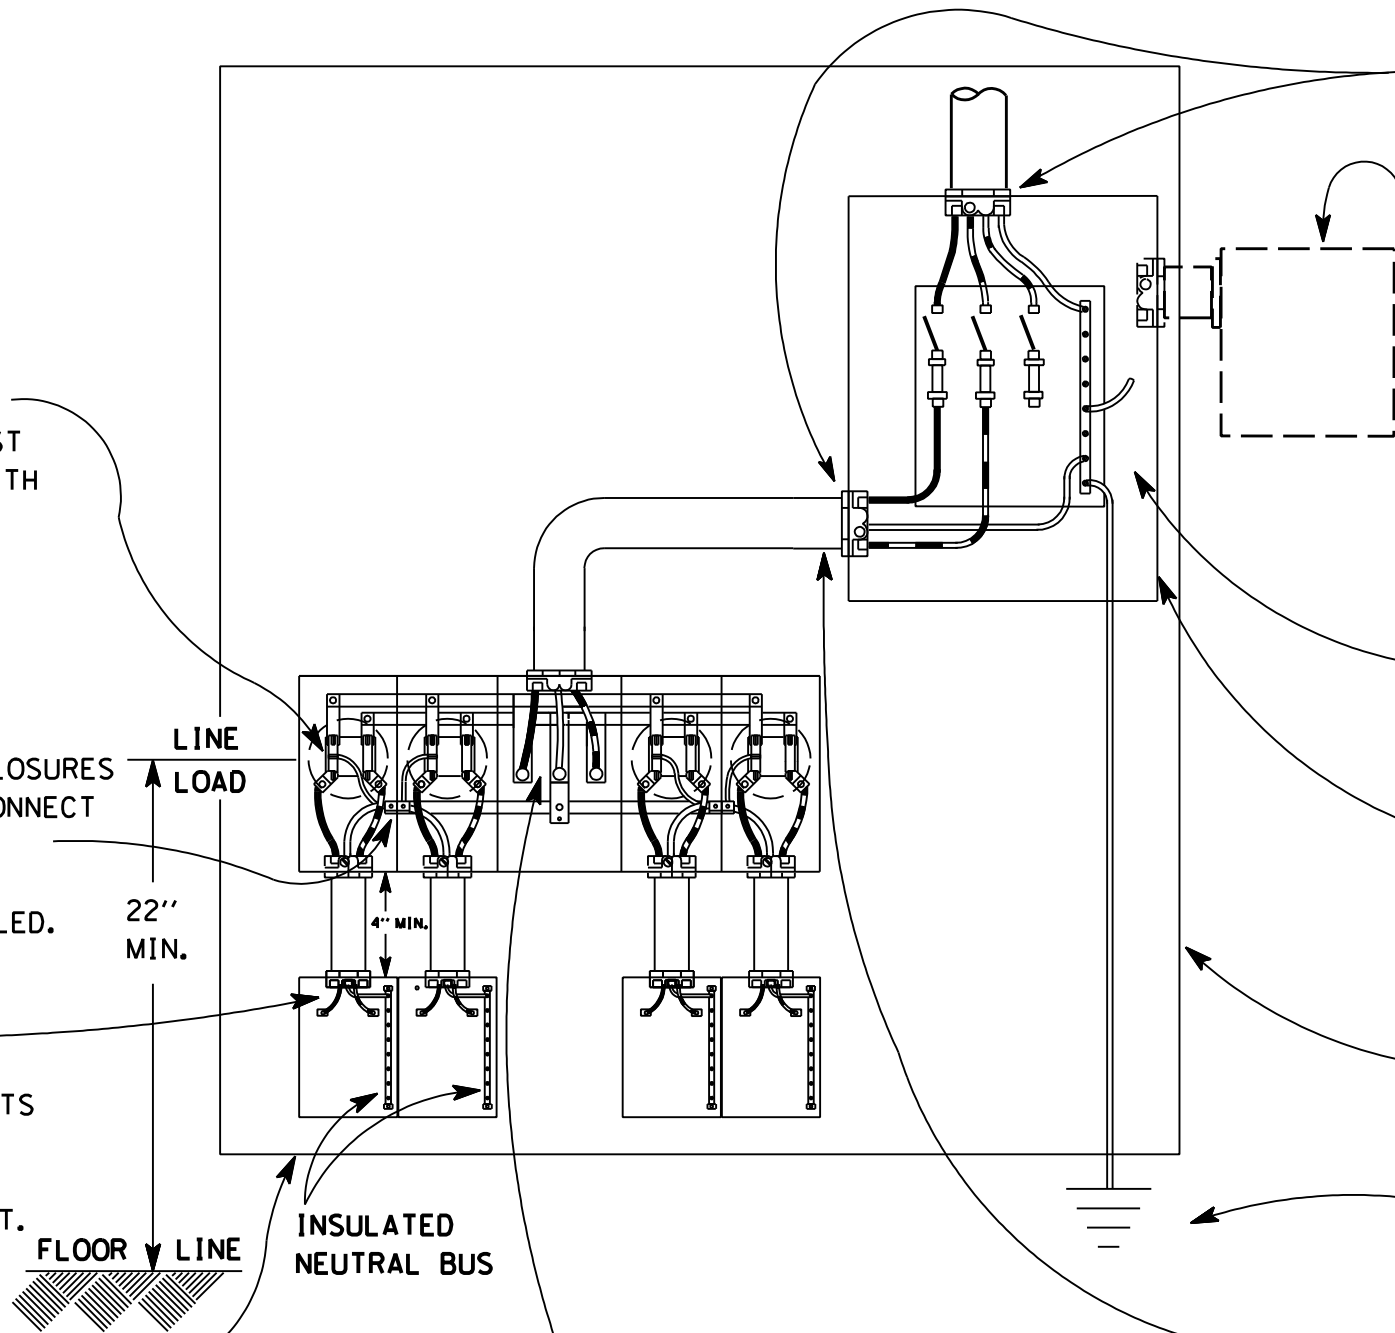 ST
TH
LINE
LOAD
LOSURES
ONNECT
4'' MIN.
22''
MIN.
LED.
TS
T.
INSULATED
NEUTRAL BUS
FLOOR LINE